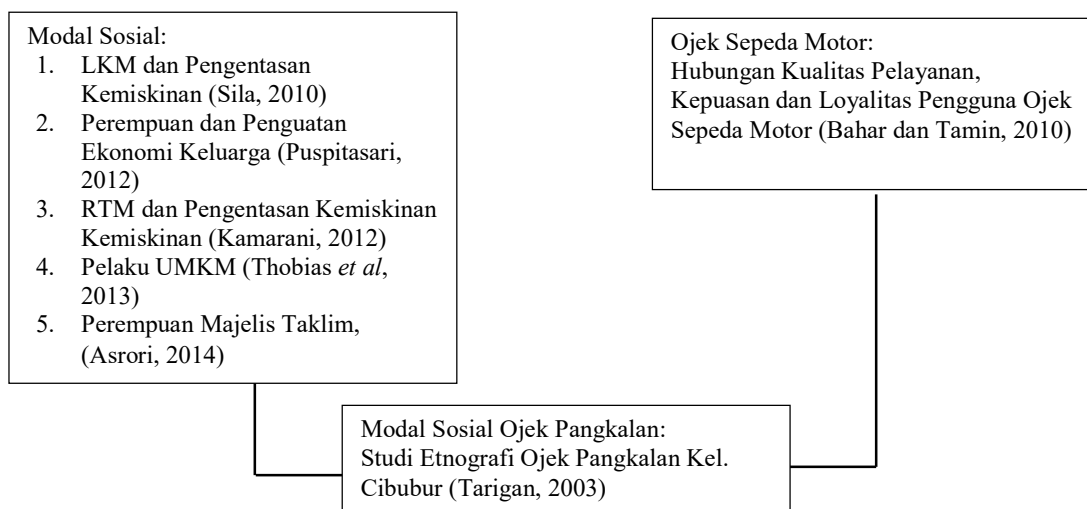 Modal Sosial:
1. LKM dan Pengentasan
Kemiskinan (Sila, 2010)
2. Perempuan dan Penguatan
Ekonomi Keluarga (Puspitasari,
2012)
3. RTM dan Pengentasan Kemiskinan
Kemiskinan (Kamarani, 2012)
4. Pelaku UMKM (Thobias et al,
2013)
5. Perempuan Majelis Taklim,
(Asrori, 2014)
Ojek Sepeda Motor:
Hubungan Kualitas Pelayanan,
Kepuasan dan Loyalitas Pengguna Ojek
Sepeda Motor (Bahar dan Tamin, 2010)
Modal Sosial Ojek Pangkalan:
Studi Etnografi Ojek Pangkalan Kel.
Cibubur (Tarigan, 2003)